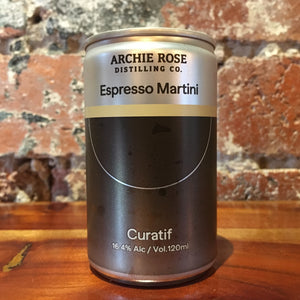 ARCHIE ROSE
DISTILLING CO.
Espresso Martini
Curatif
16.4% Alc / Vol.120ml